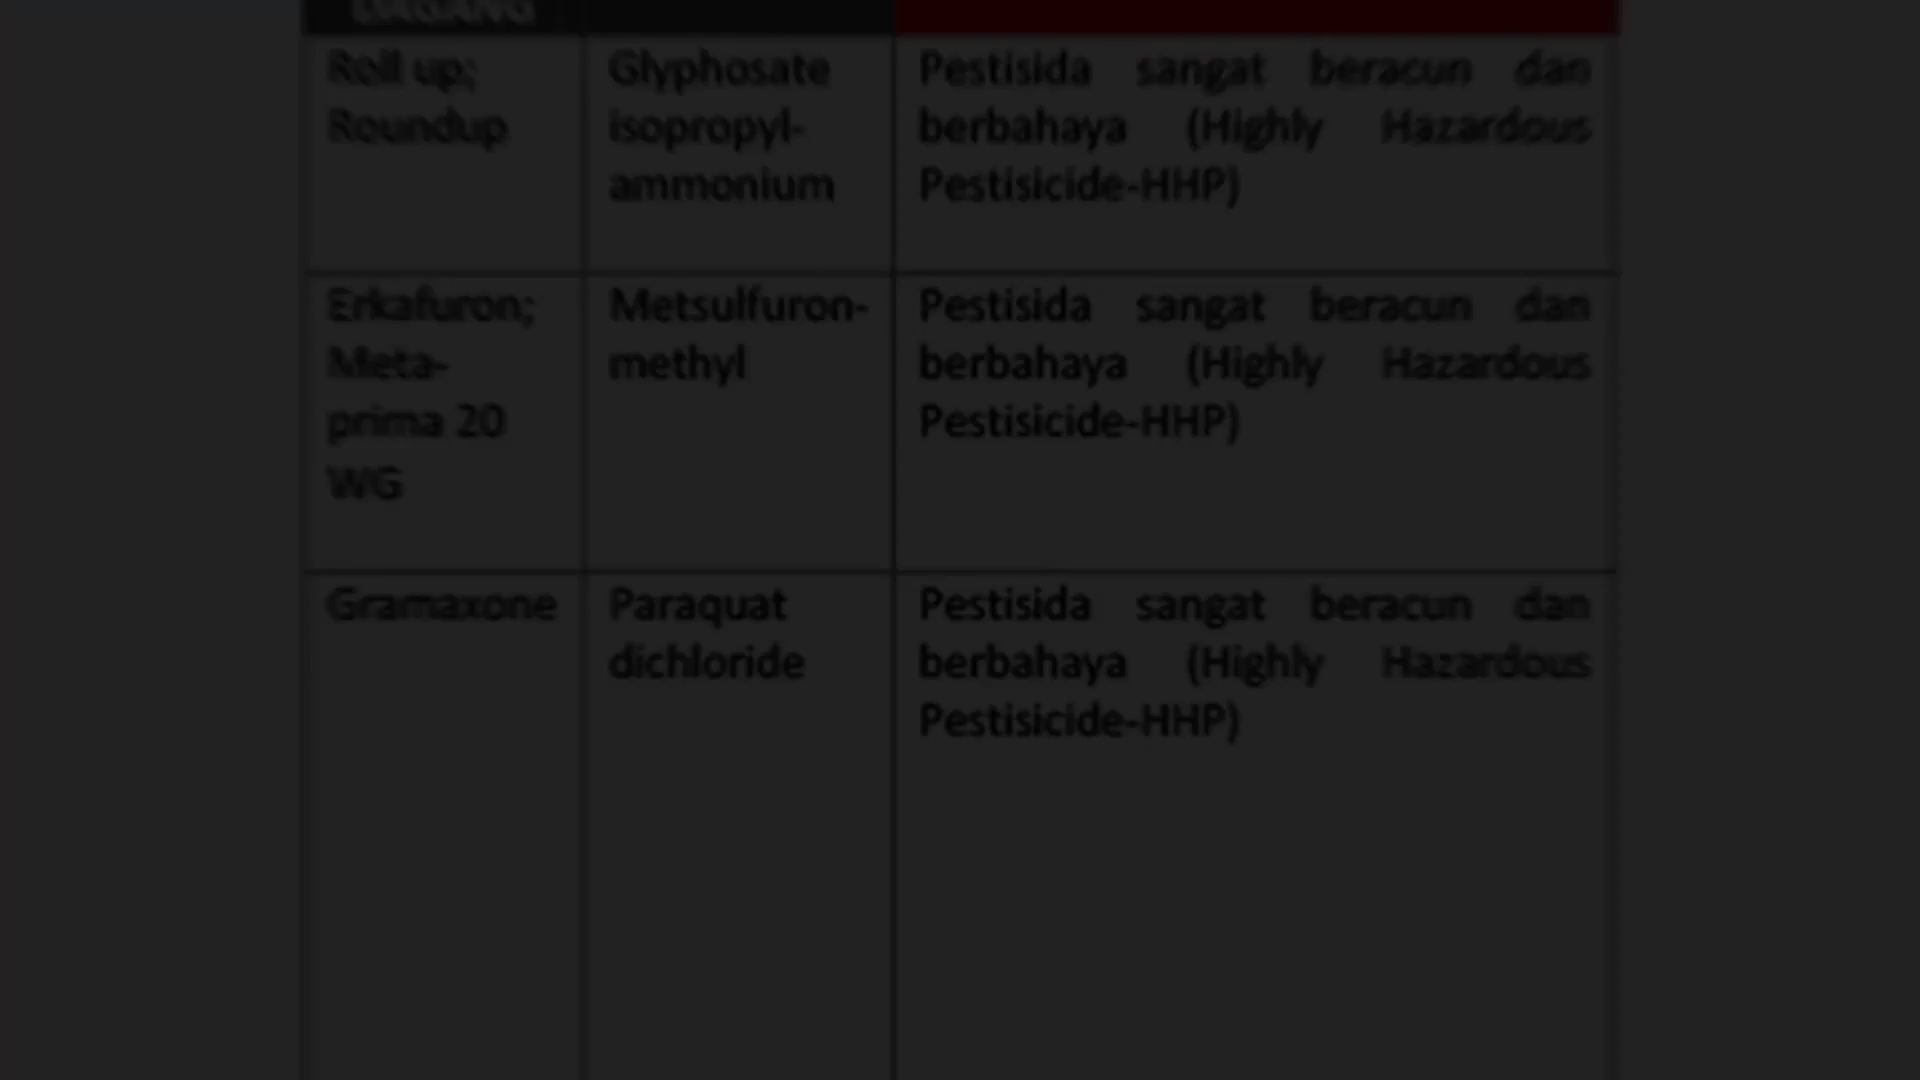 DAGANG
Roll up;
Roundup
Glyphosate
isopropyl-
ammonium
Pestisida sangat beracun dan
berbahaya (Highly Hazardous
Pestisicide-HHP)
Erkafuron;
Meta-
prima 20
WG
Metsulfuron-
methyl
Pestisida sangat beracun dan
berbahaya (Highly Hazardous
Pestisicide-HHP)
Gramaxone
Paraquat
dichloride
Pestisida sangat beracun dan
berbahaya (Highly Hazardous
Pestisicide-HHP)